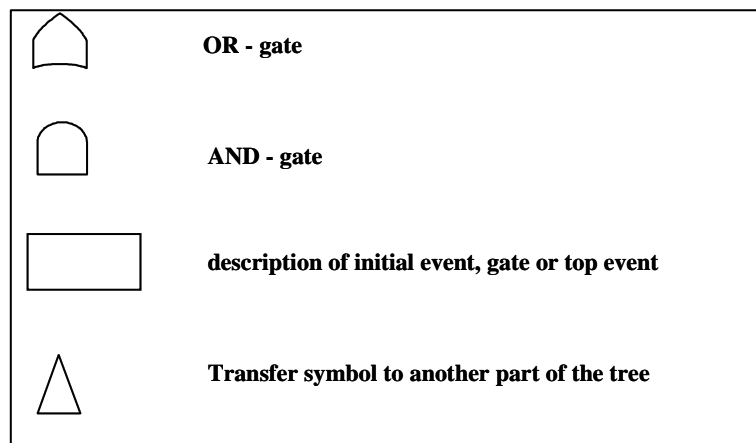 OR - gate
AND - gate
description of initial event, gate or top event
Transfer symbol to another part of the tree